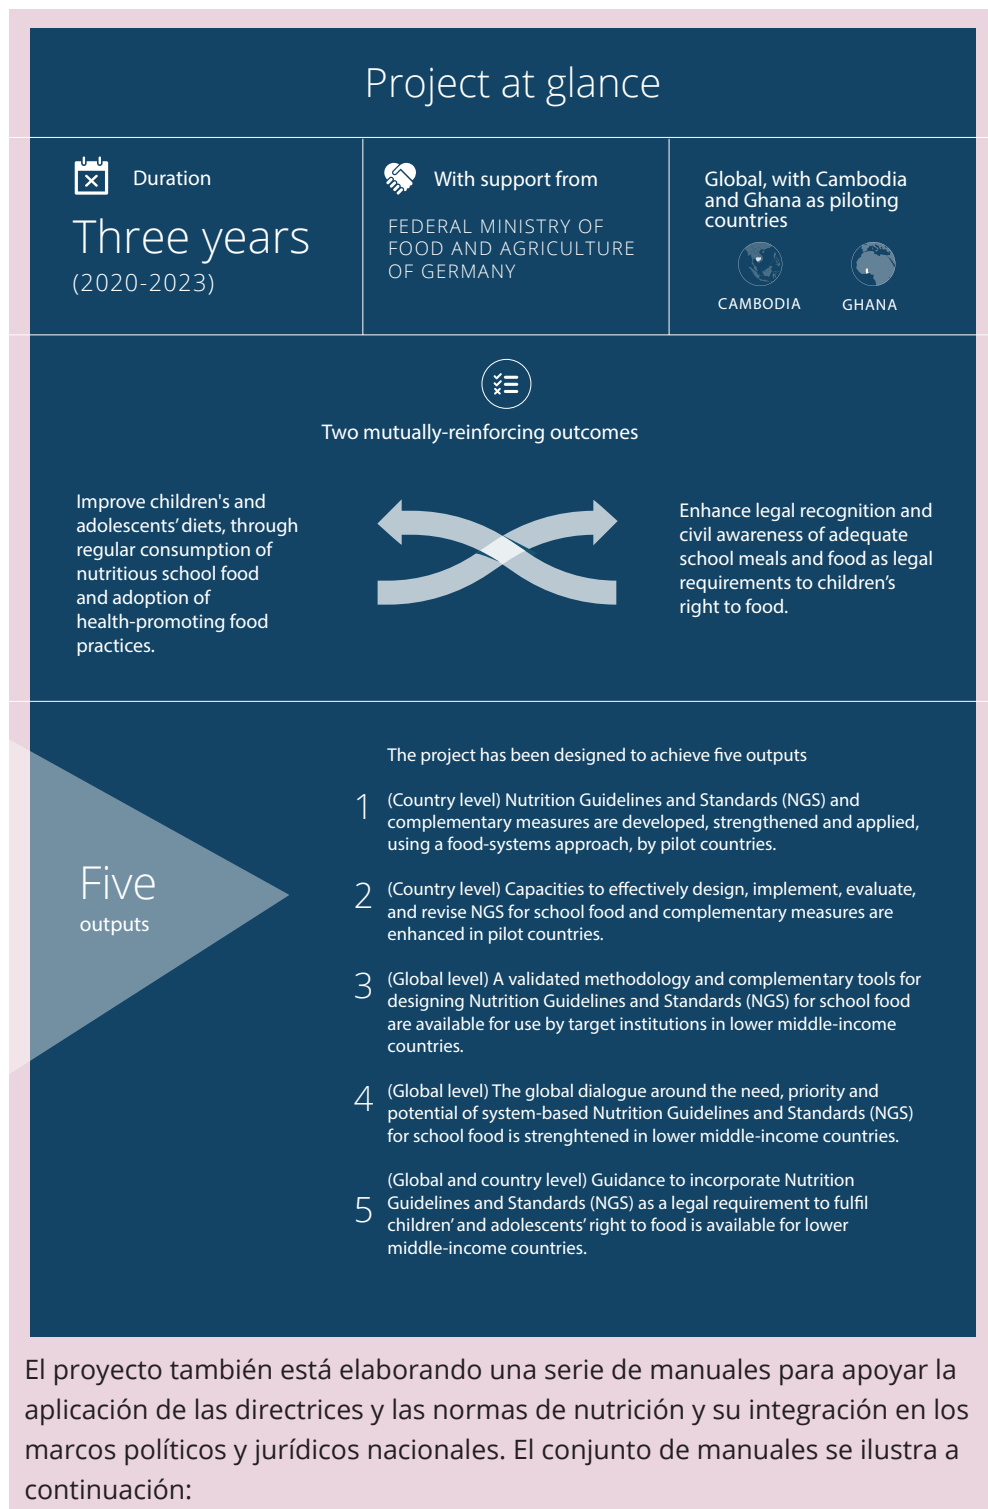 Project at glance
Duration
Three years
(2020-2023)
With support from
FEDERAL MINISTRY OF
FOOD AND AGRICULTURE
OF GERMANY
Global, with Cambodia
and Ghana as piloting
countries
CAMBODIA
GHANA
Two mutually-reinforcing outcomes
Improve children's and
adolescents’ diets, through
regular consumption of
nutritious school food
and adoption of
health-promoting food
practices.
Enhance legal recognition and
civil awareness of adequate
school meals and food as legal
requirements to children’s
right to food.
Five
outputs
The project has been designed to achieve five outputs
1
(Country level) Nutrition Guidelines and Standards (NGS) and
complementary measures are developed, strengthened and applied,
using a food-systems approach, by pilot countries.
2
(Country level) Capacities to effectively design, implement, evaluate,
and revise NGS for school food and complementary measures are
enhanced in pilot countries.
3
(Global level) A validated methodology and complementary tools for
designing Nutrition Guidelines and Standards (NGS) for school food
are available for use by target institutions in lower middle-income
countries.
4
(Global level) The global dialogue around the need, priority and
potential of system-based Nutrition Guidelines and Standards (NGS)
for school food is strenghtened in lower middle-income countries.
5
(Global and country level) Guidance to incorporate Nutrition
Guidelines and Standards (NGS) as a legal requirement to fulfil
children’ and adolescents’ right to food is available for lower
middle-income countries.
El proyecto también está elaborando una serie de manuales para apoyar la
aplicación de las directrices y las normas de nutrición y su integración en los
marcos políticos y jurídicos nacionales. El conjunto de manuales se ilustra a
continuación: